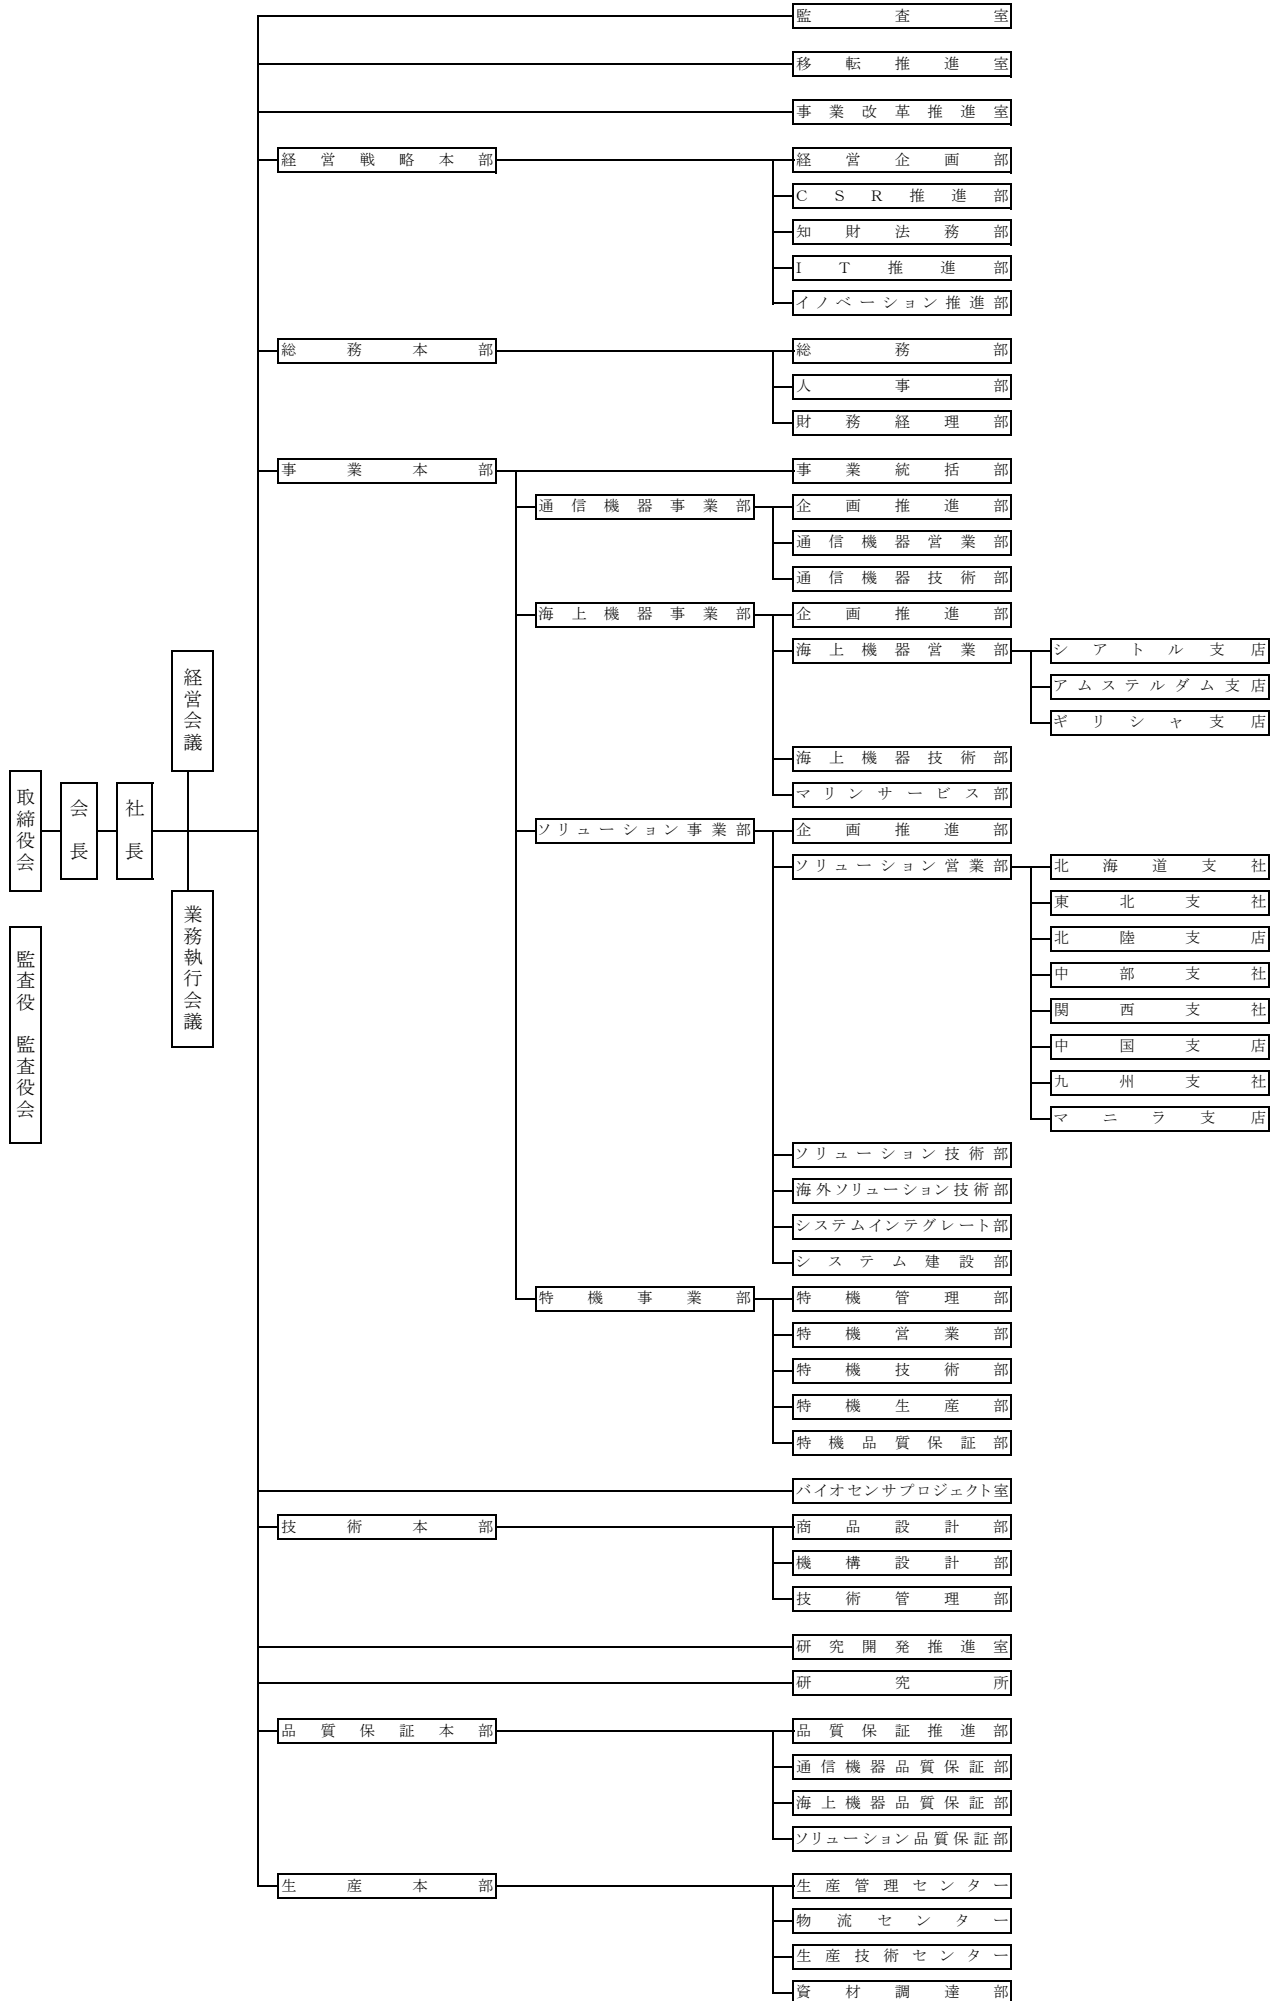 監査室
移転推進室
事業改革推進室
経営戦略本部
経営企画部
CSR推進部
知財法務部
IT推進部
イノベーション推進部
総務本部
総務部
人事部
財務経理部
事業本部
事業統括部
通信機器事業部
企画推進部
通信機器営業部
通信機器技術部
海上機器事業部
企画推進部
海上機器営業部
シアトル支店
アムステルダム支店
ギリシャ支店
海上機器技術部
マリンサービス部
経営会議
取締役会
会長
社長
業務執行会議
監査役 監査役会
ソリューション事業部
企画推進部
ソリューション営業部
北海道支社
東北支社
北陸支店
中部支社
関西支社
中国支店
九州支社
マニラ支店
ソリューション技術部
海外ソリューション技術部
システムインテグレート部
システム建設部
特機事業部
特機管理部
特機営業部
特機技術部
特機生産部
特機品質保証部
バイオセンサプロジェクト室
技術本部
商品設計部
機構設計部
技術管理部
研究開発推進室
研究所
品質保証本部
品質保証推進部
通信機器品質保証部
海上機器品質保証部
ソリューション品質保証部
生産本部
生産管理センター
物流センター
生産技術センター
資材調達部